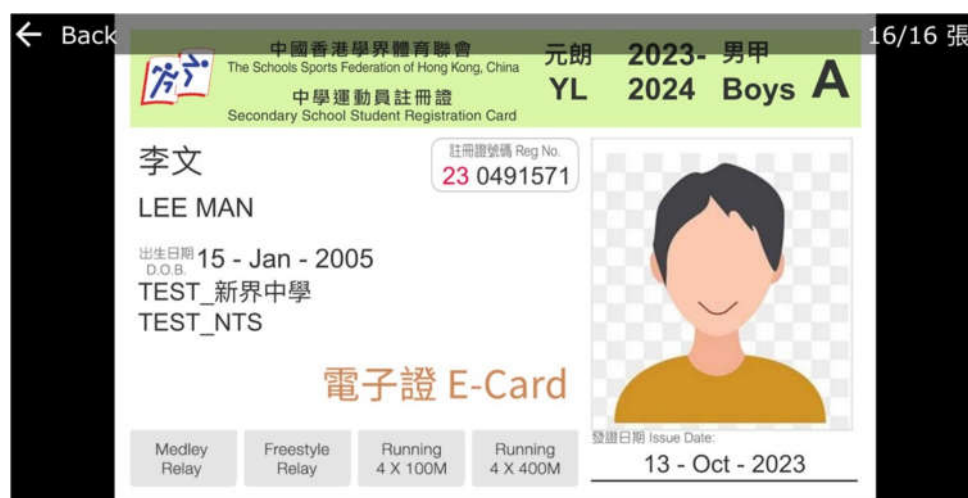 ← Back
16/16 張
中國香港學界體育聯會
The Schools Sports Federation of Hong Kong, China
中學運動員註冊證
Secondary School Student Registration Card
元朗
YL
2023-
2024
男甲
Boys
A
李文
註冊證號碼 Reg No.
23 0491571
LEE MAN
出生日期
D.O.B.
15 - Jan - 2005
TEST_新界中學
TEST_NTS
電子證 E-Card
Medley
Relay
Freestyle
Relay
Running
4 X 100M
Running
4 X 400M
發證日期 Issue Date:
13 - Oct - 2023